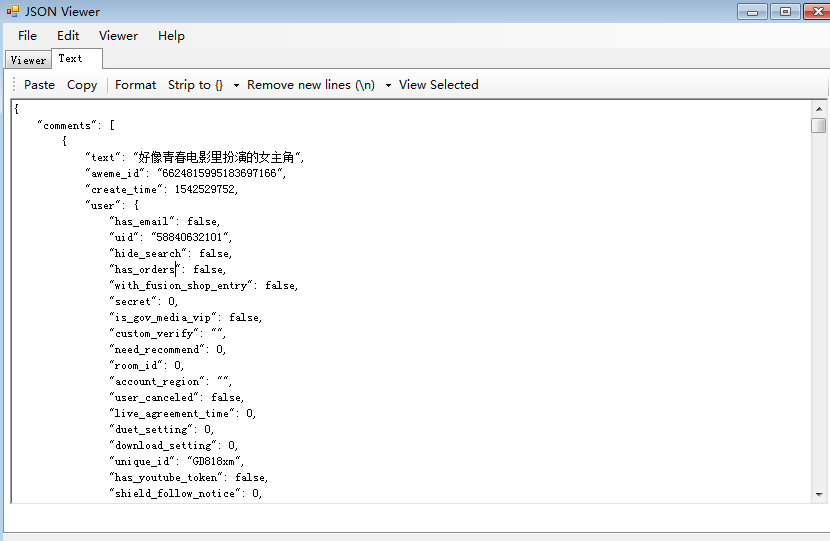 JSON Viewer
File Edit Viewer Help
Viewer Text
Paste Copy Format Strip to {} Remove new lines (\n) View Selected
{
"comments": [
{
"text": "好像青春电影里扮演的女主角",
"aweme_id": "6624815995183697166",
"create_time": 1542529752,
"user": {
"has_email": false,
"uid": "58840632101",
"hide_search": false,
"has_orders": false,
"with_fusion_shop_entry": false,
"secret": 0,
"is_gov_media_vip": false,
"custom_verify": "",
"need_recommend": 0,
"room_id": 0,
"account_region": "",
"user_canceled": false,
"live_agreement_time": 0,
"duet_setting": 0,
"download_setting": 0,
"unique_id": "GD818xm",
"has_youtube_token": false,
"shield_follow_notice": 0,